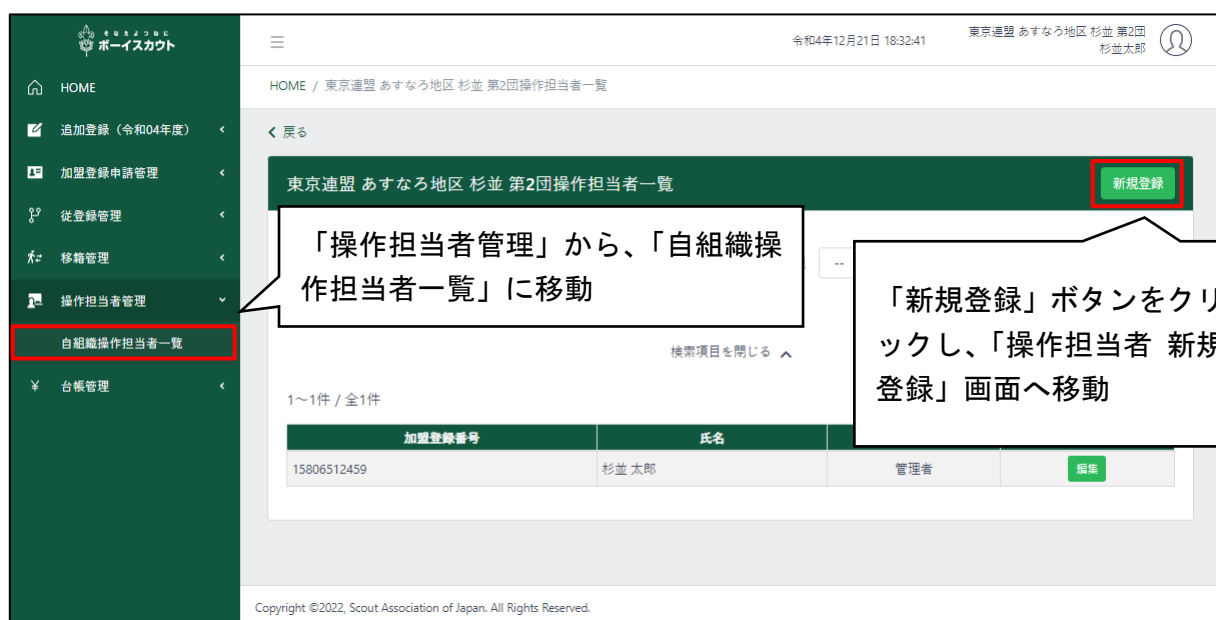 そなえよつねに
ボーイスカウト
令和4年12月21日 18:32:41
東京連盟 あすなろ地区 杉並 第2団
杉並太郎
HOME
追加登録（令和04年度）
加盟登録申請管理
従登録管理
移籍管理
操作担当者管理
自組織操作担当者一覧
台帳管理
HOME / 東京連盟 あすなろ地区 杉並 第2団操作担当者一覧
戻る
東京連盟 あすなろ地区 杉並 第2団操作担当者一覧
新規登録
「操作担当者管理」から、「自組織操
作担当者一覧」に移動
--
「新規登録」ボタンをクリ
ックし、「操作担当者 新規
登録」画面へ移動
検索項目を閉じる
1～1件 / 全1件
加盟登録番号 氏名
15806512459 杉並 太郎 管理者 編集
Copyright ©2022, Scout Association of Japan. All Rights Reserved.